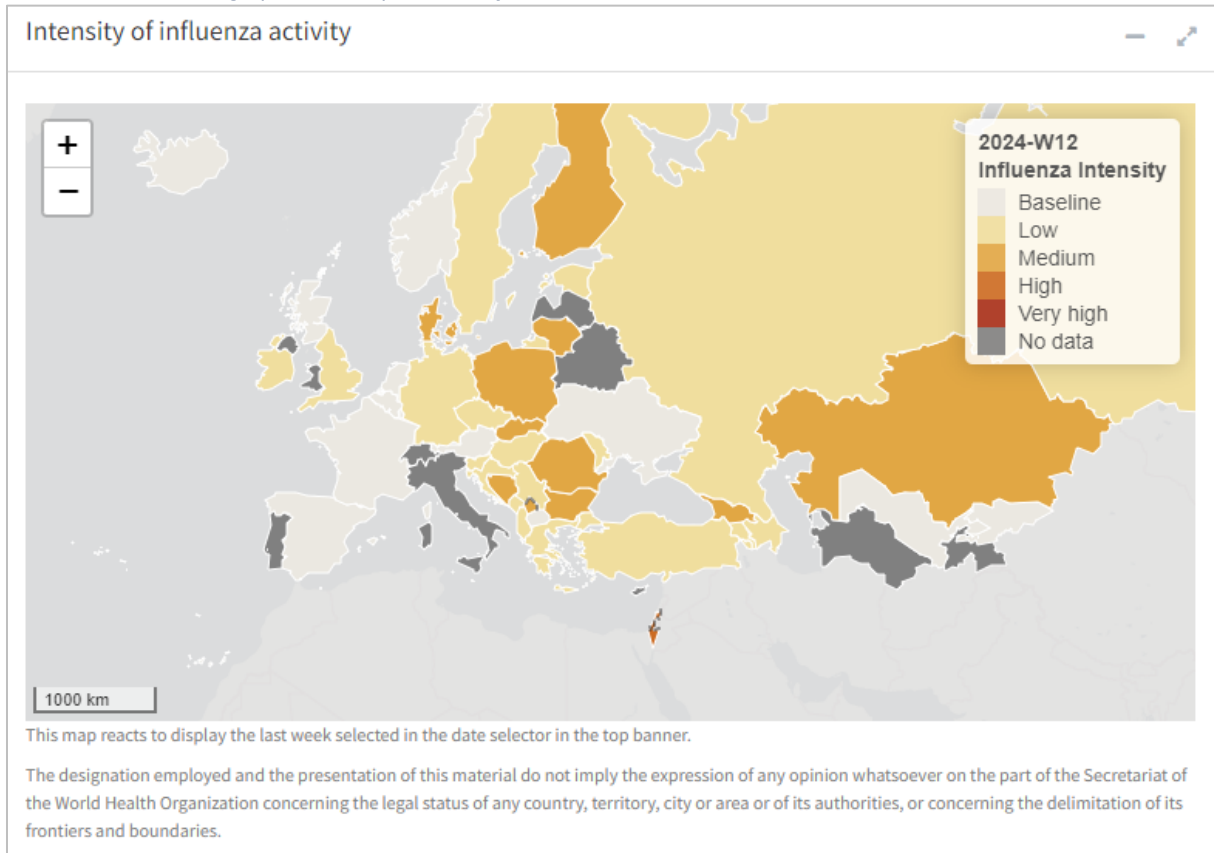 Intensity of influenza activity
+
−
2024-W12
Influenza Intensity
Baseline
Low
Medium
High
Very high
No data
1000 km
This map reacts to display the last week selected in the date selector in the top banner.
The designation employed and the presentation of this material do not imply the expression of any opinion whatsoever on the part of the Secretariat of
the World Health Organization concerning the legal status of any country, territory, city or area or of its authorities, or concerning the delimitation of its
frontiers and boundaries.